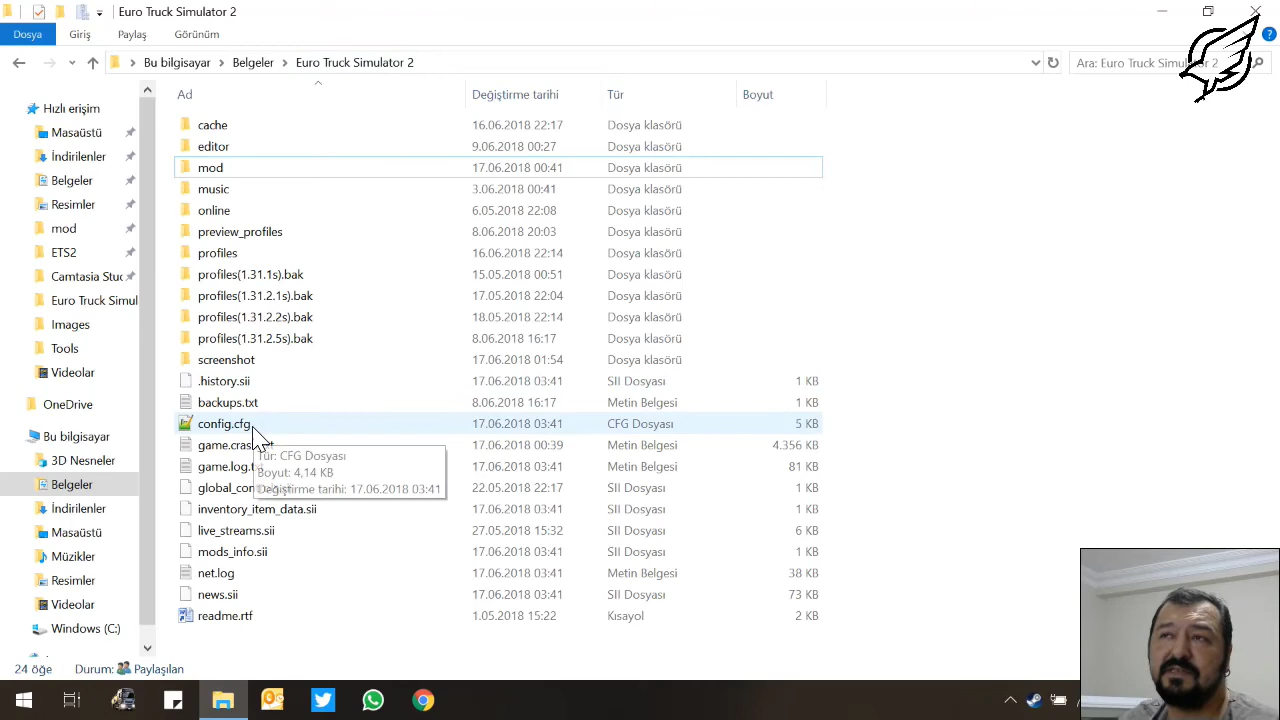 Euro Truck Simulator 2
Dosya Giriş Paylaş Görünüm
Bu bilgisayar Belgeler Euro Truck Simulator 2
Ara: Euro Truck Simulator 2
Ad Değiştirme tarihi Tür Boyut
Hızlı erişim
Masaüstü
İndirilenler
Belgeler
Resimler
mod
ETS2
Camtasia Stuc
Euro Truck Simul
Images
Tools
Videolar
OneDrive
Bu bilgisayar
3D Nesneler
Belgeler
İndirilenler
Masaüstü
Müzikler
Resimler
Videolar
Windows (C:)
cache 16.06.2018 22:17 Dosya klasörü
editor 9.06.2018 00:27 Dosya klasörü
mod 17.06.2018 00:41 Dosya klasörü
music 3.06.2018 00:41 Dosya klasörü
online 6.05.2018 22:08 Dosya klasörü
preview_profiles 8.06.2018 20:03 Dosya klasörü
profiles 16.06.2018 22:14 Dosya klasörü
profiles(1.31.1s).bak 15.05.2018 00:51 Dosya klasörü
profiles(1.31.2.1s).bak 17.05.2018 22:04 Dosya klasörü
profiles(1.31.2.2s).bak 18.05.2018 22:14 Dosya klasörü
profiles(1.31.2.5s).bak 8.06.2018 16:17 Dosya klasörü
screenshot 17.06.2018 01:54 Dosya klasörü
.history.sii 17.06.2018 03:41 SII Dosyası 1 KB
backups.txt 8.06.2018 16:17 Metin Belgesi 1 KB
config.cfg 17.06.2018 03:41 CFG Dosyası 5 KB
game.cras 17.06.2018 00:39 Metin Belgesi 4.356 KB
game.log.t 17.06.2018 03:41 Metin Belgesi 81 KB
global_con 22.05.2018 22:17 SII Dosyası 1 KB
inventory_item_data.sii 17.06.2018 03:41 SII Dosyası 1 KB
live_streams.sii 27.05.2018 15:32 SII Dosyası 6 KB
mods_info.sii 17.06.2018 03:41 SII Dosyası 1 KB
net.log 17.06.2018 03:41 Metin Belgesi 38 KB
news.sii 17.06.2018 03:41 SII Dosyası 73 KB
readme.rtf 1.05.2018 15:22 Kısayol 2 KB
Tür: CFG Dosyası
Boyut: 4,14 KB
Değiştirme tarihi: 17.06.2018 03:41
24 öğe Durum: Paylaşılan